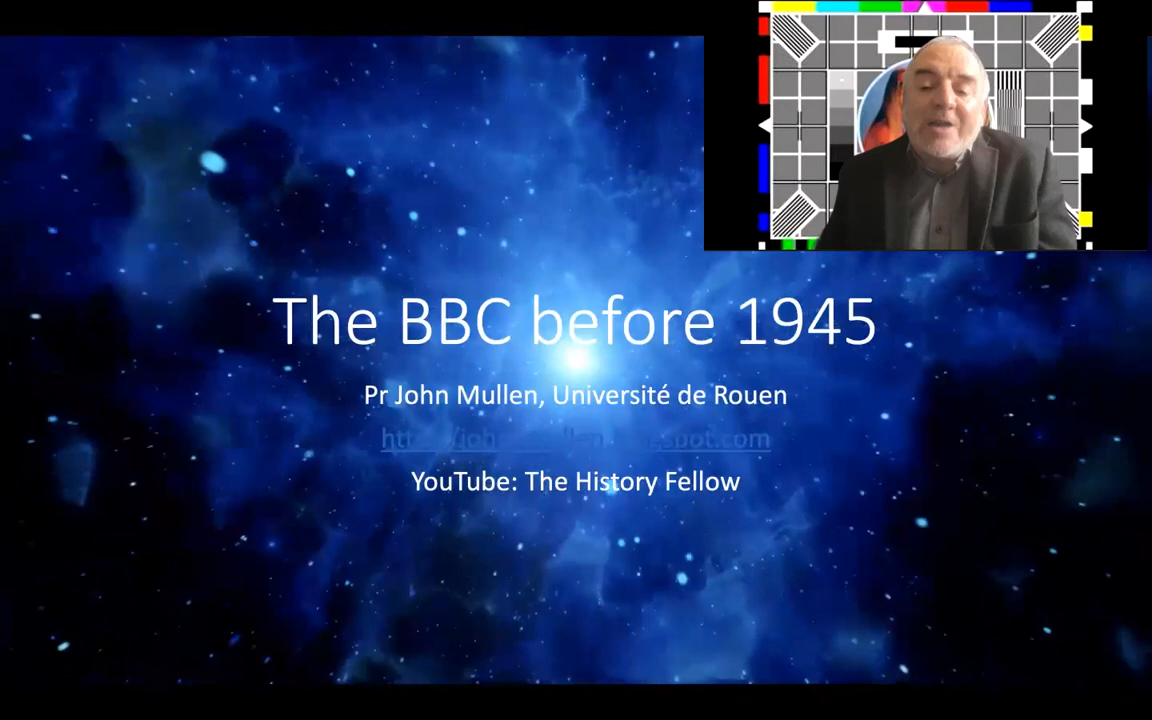 The BBC before 1945
Pr John Mullen, Université de Rouen
YouTube: The History Fellow